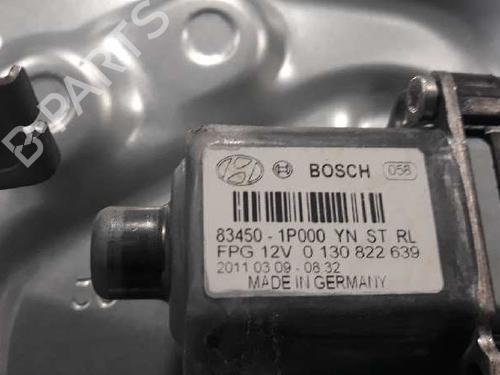 B-PARTS
BOSCH 058
83450 - 1P000 YN ST RL
FPG 12V 0 130 822 639
2011 03 09 - 08.32
MADE IN GERMANY